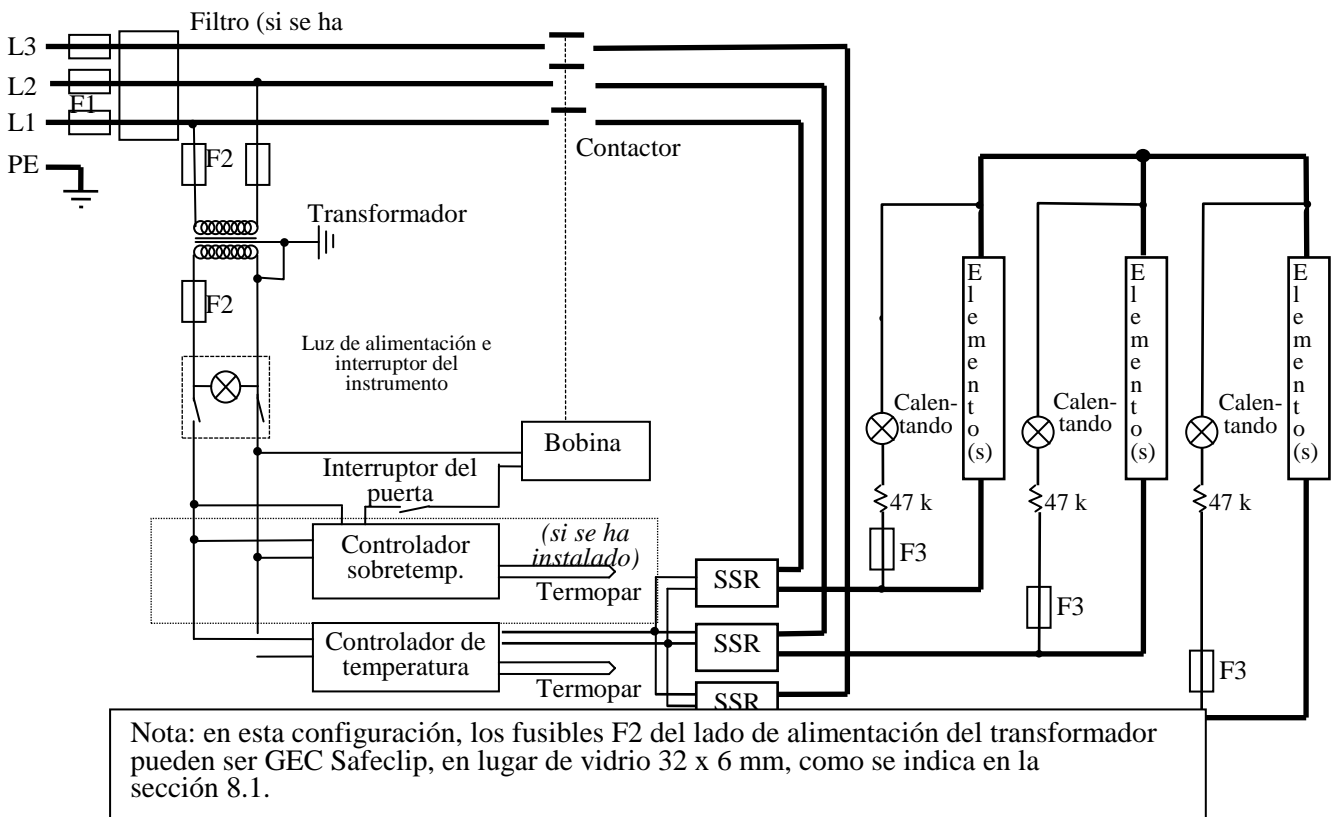 Filtro (si se ha
L3
L2
F1
L1
PE
F2
Contactor
Transformador
F2
Luz de alimentación e
interruptor del
instrumento
Bobina
Interruptor del
puerta
(si se ha
instalado)
Controlador
sobretemp.
Termopar
Controlador de
temperatura
Termopar
SSR
SSR
SSR
Calen-
tando
47 k
F3
Elemento(s)
Calen-
tando
47 k
F3
Elemento(s)
Calen-
tando
47 k
F3
Elemento(s)
Nota: en esta configuración, los fusibles F2 del lado de alimentación del transformador
pueden ser GEC Safeclip, en lugar de vidrio 32 x 6 mm, como se indica en la
sección 8.1.